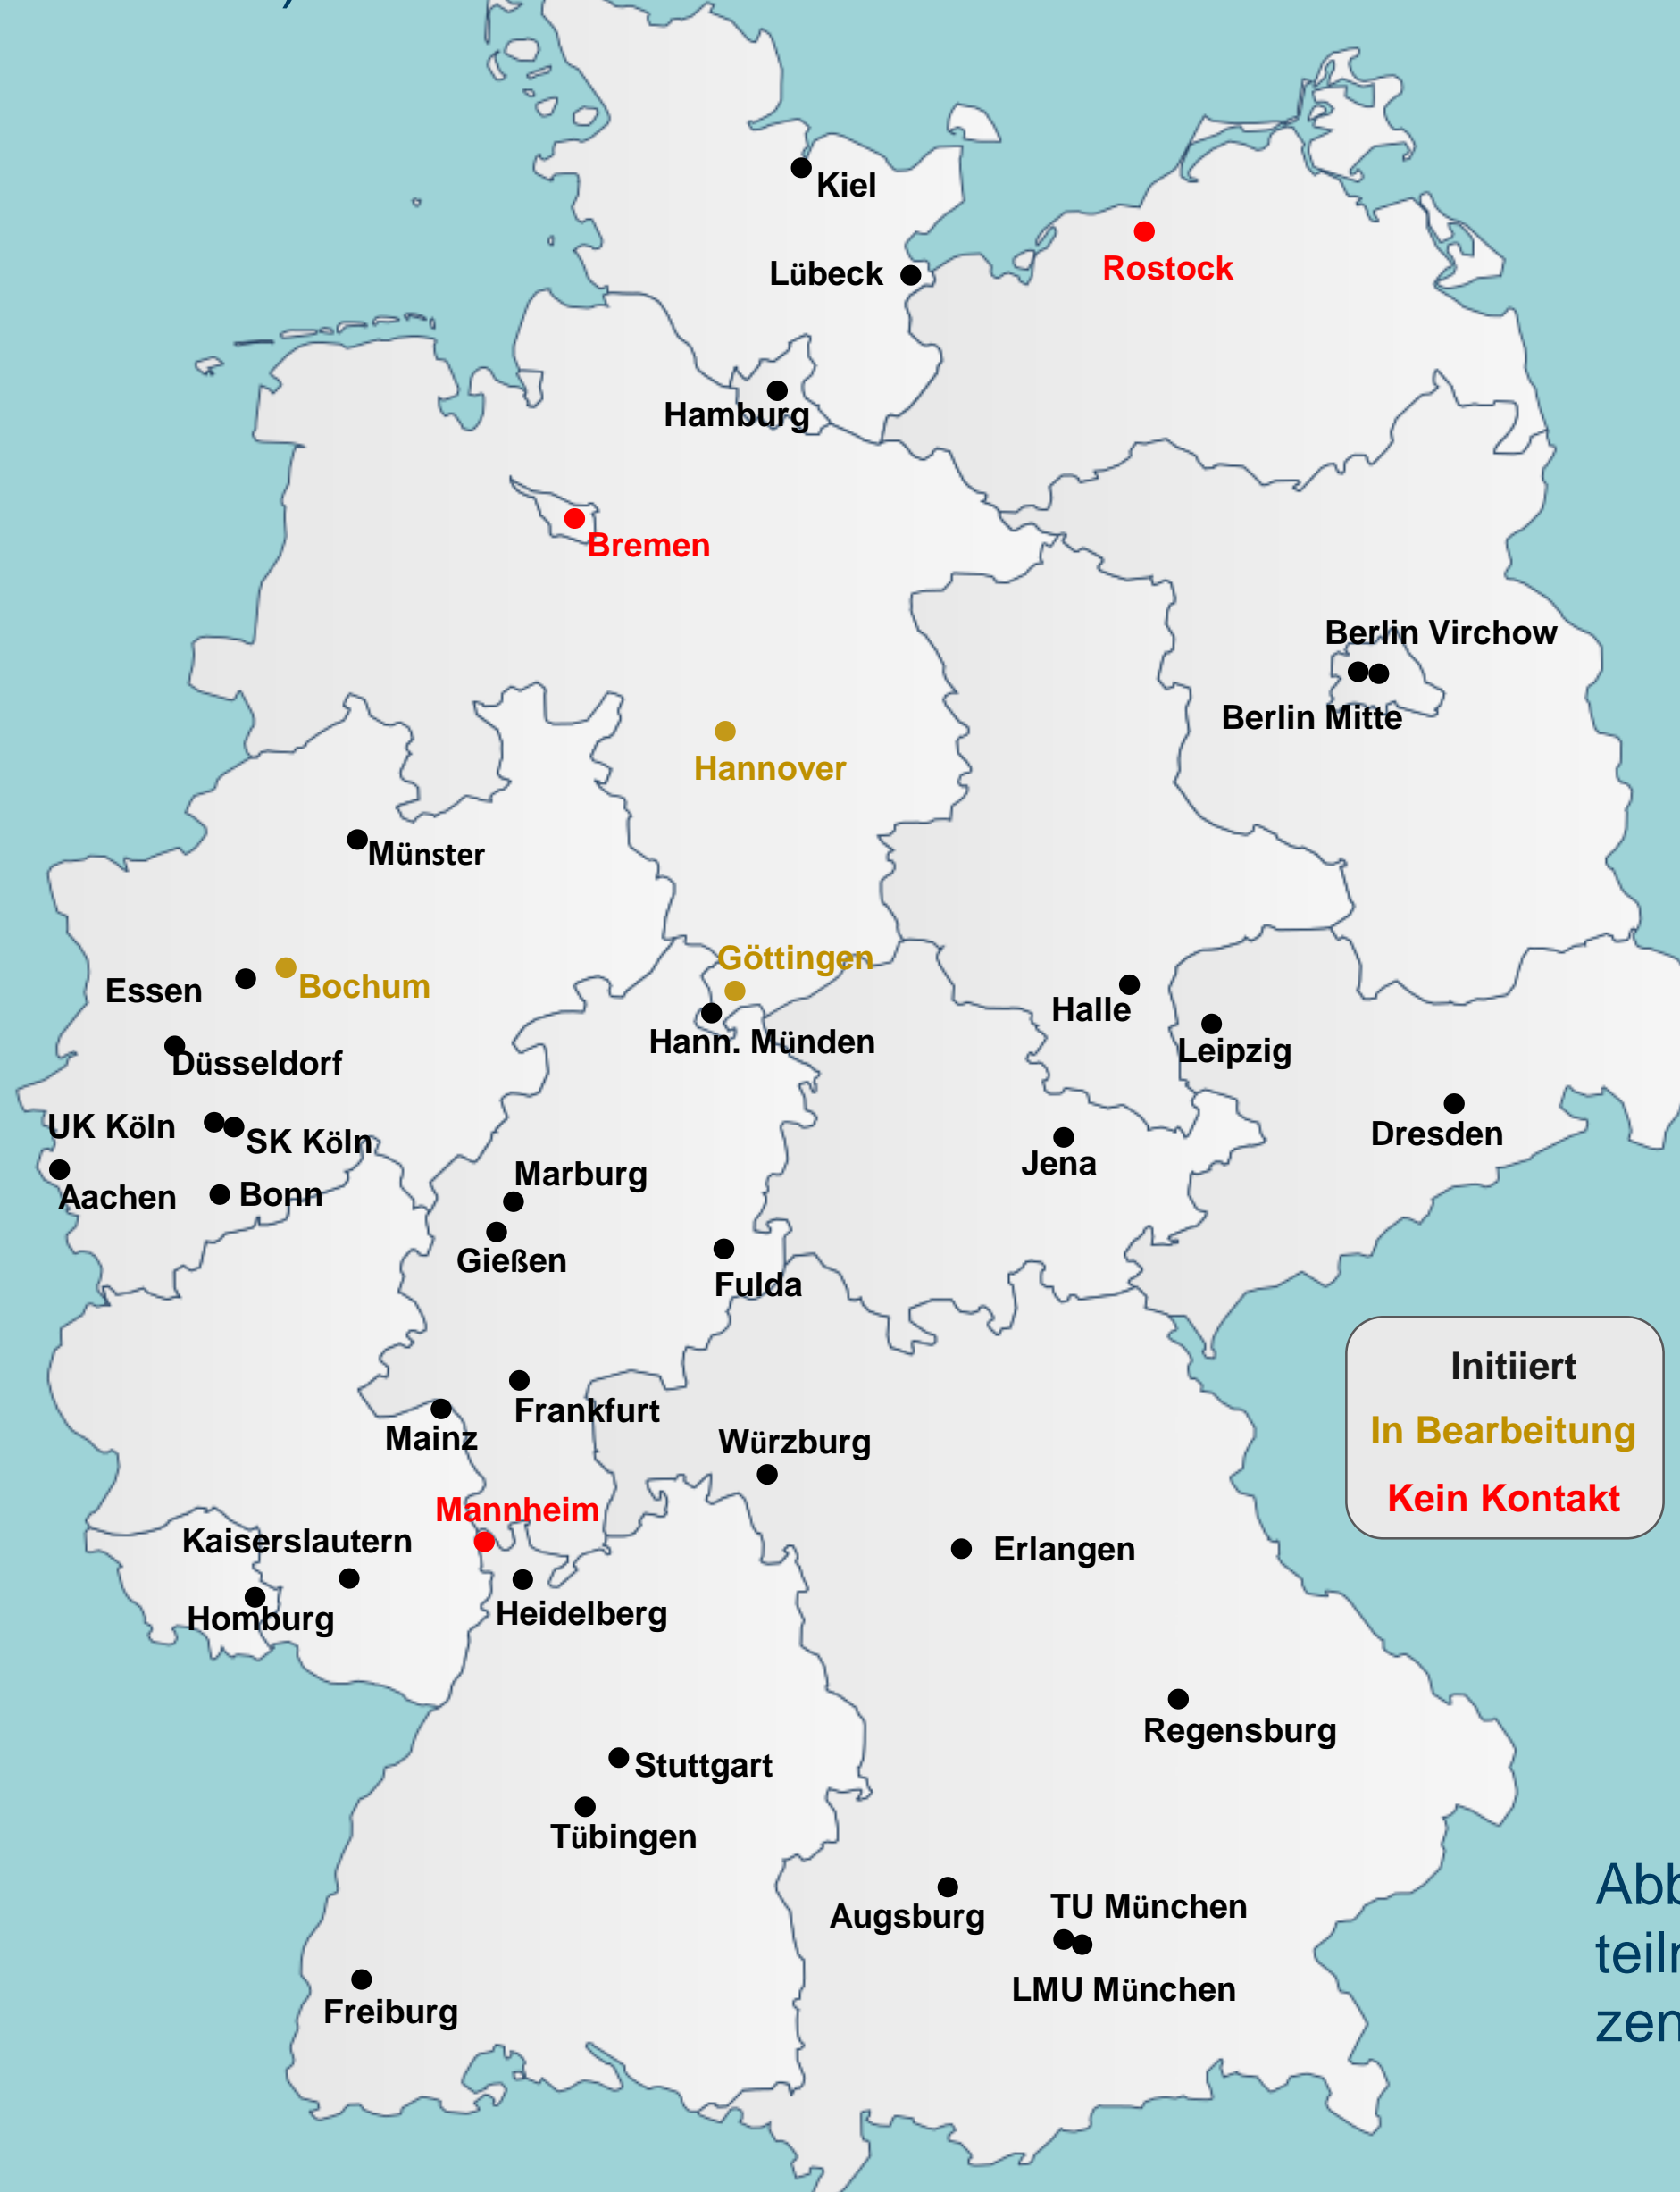 Kiel
Rostock
Lübeck
Hamburg
Bremen
Berlin Virchow
Berlin Mitte
Hannover
Münster
Göttingen
Essen
Bochum
Halle
Hann. Münden
Leipzig
Düsseldorf
UK Köln
SK Köln
Dresden
Jena
Marburg
Aachen
Bonn
Gießen
Fulda
Initiiert
In Bearbeitung
Kein Kontakt
Frankfurt
Mainz
Würzburg
Mannheim
Kaiserslautern
Erlangen
Homburg
Heidelberg
Regensburg
Stuttgart
Tübingen
Augsburg
TU München
LMU München
Freiburg